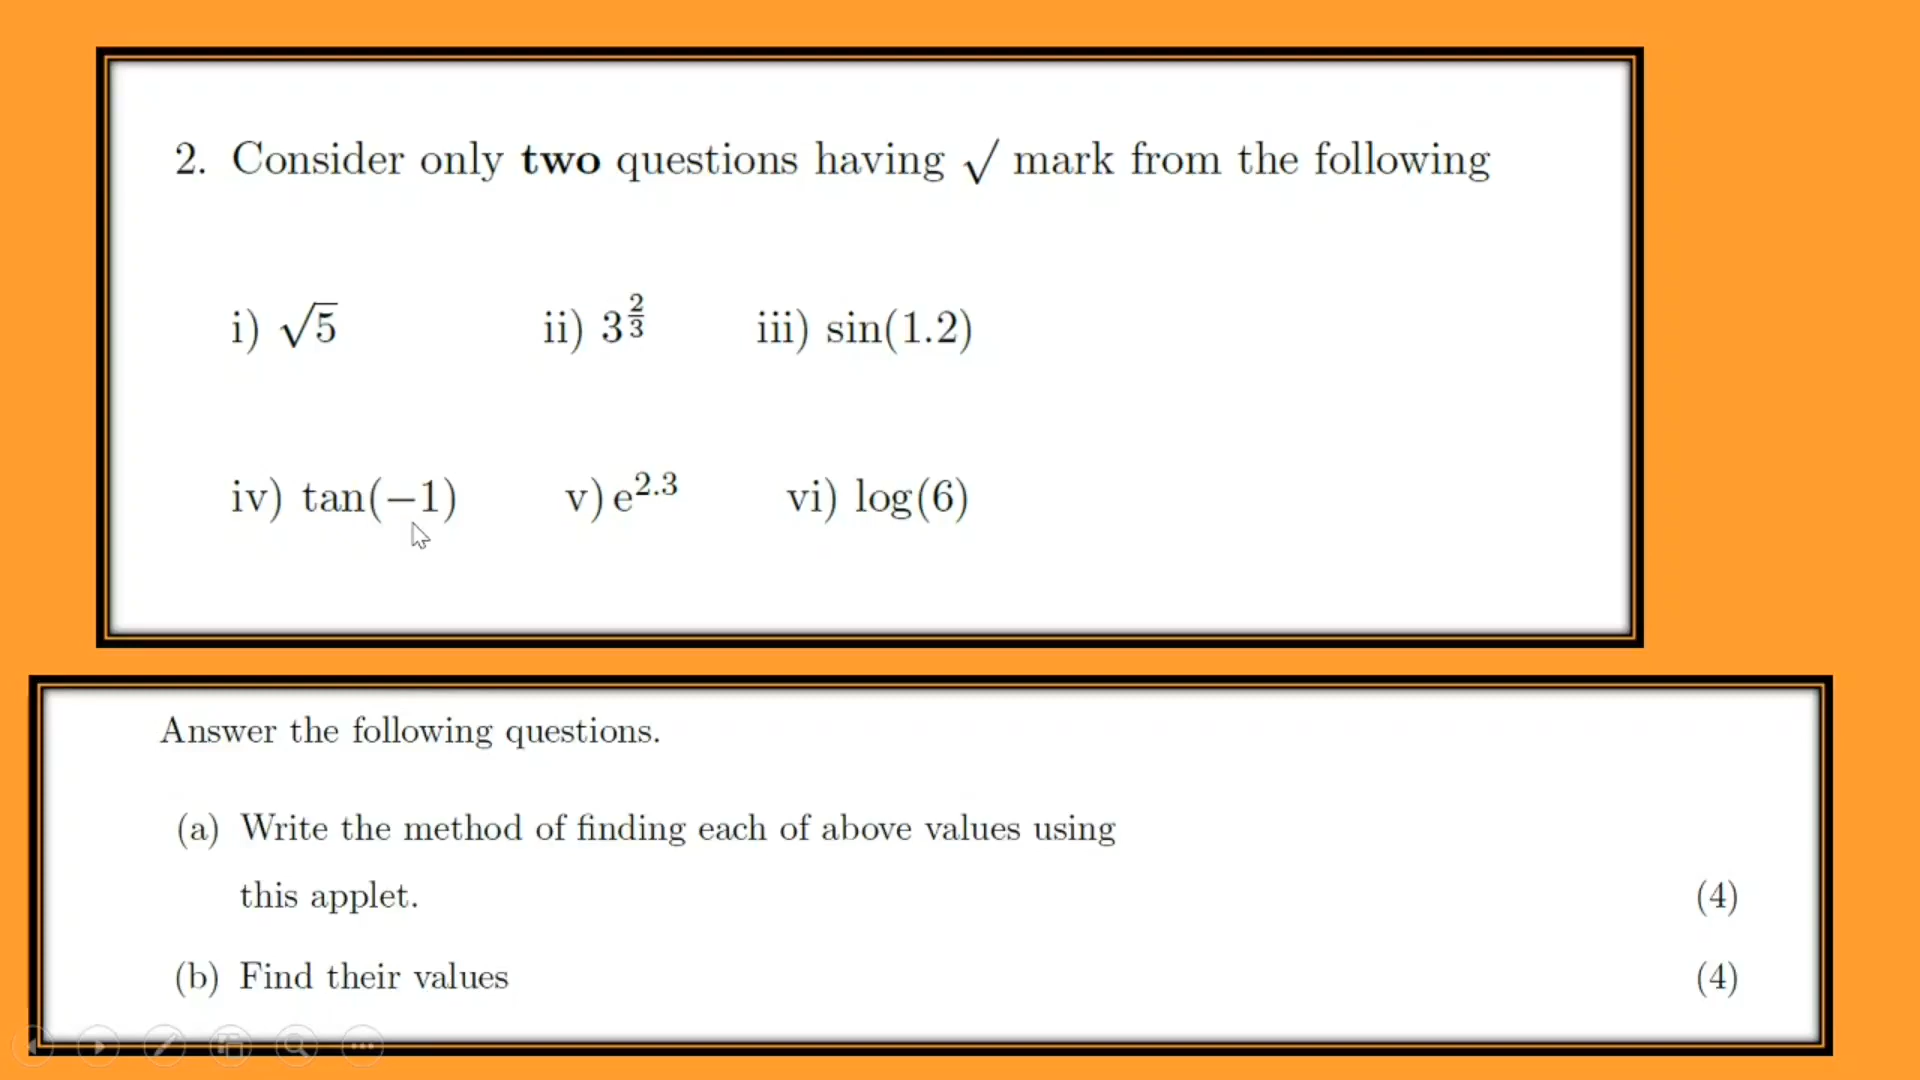 2. Consider only two questions having √ mark from the following
i) √5 ii) 3^(2/3) iii) sin(1.2)
iv) tan(−1) v) e^2.3 vi) log(6)
Answer the following questions.
(a) Write the method of finding each of above values using
this applet. (4)
(b) Find their values (4)